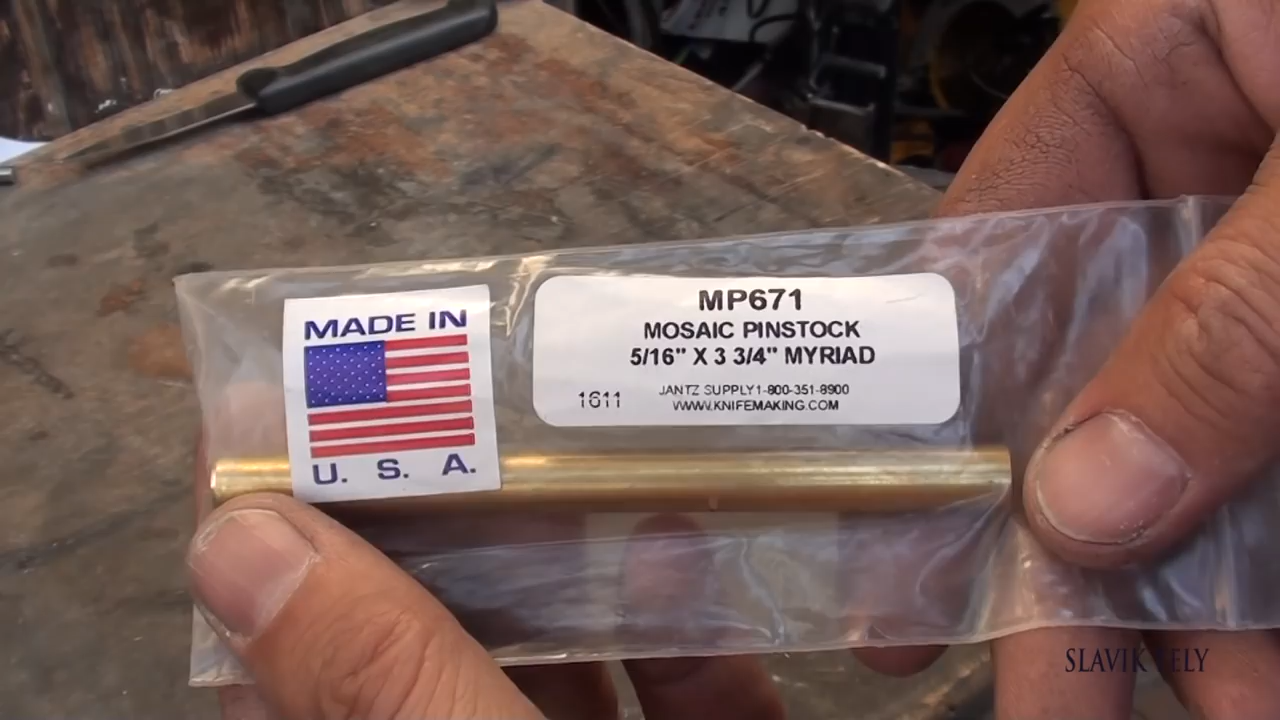 MADE IN
U. S. A.
MP671
MOSAIC PINSTOCK
5/16" X 3 3/4" MYRIAD
1611
JANTZ SUPPLY 1-800-351-8900
WWW.KNIFEMAKING.COM
SLAVIK